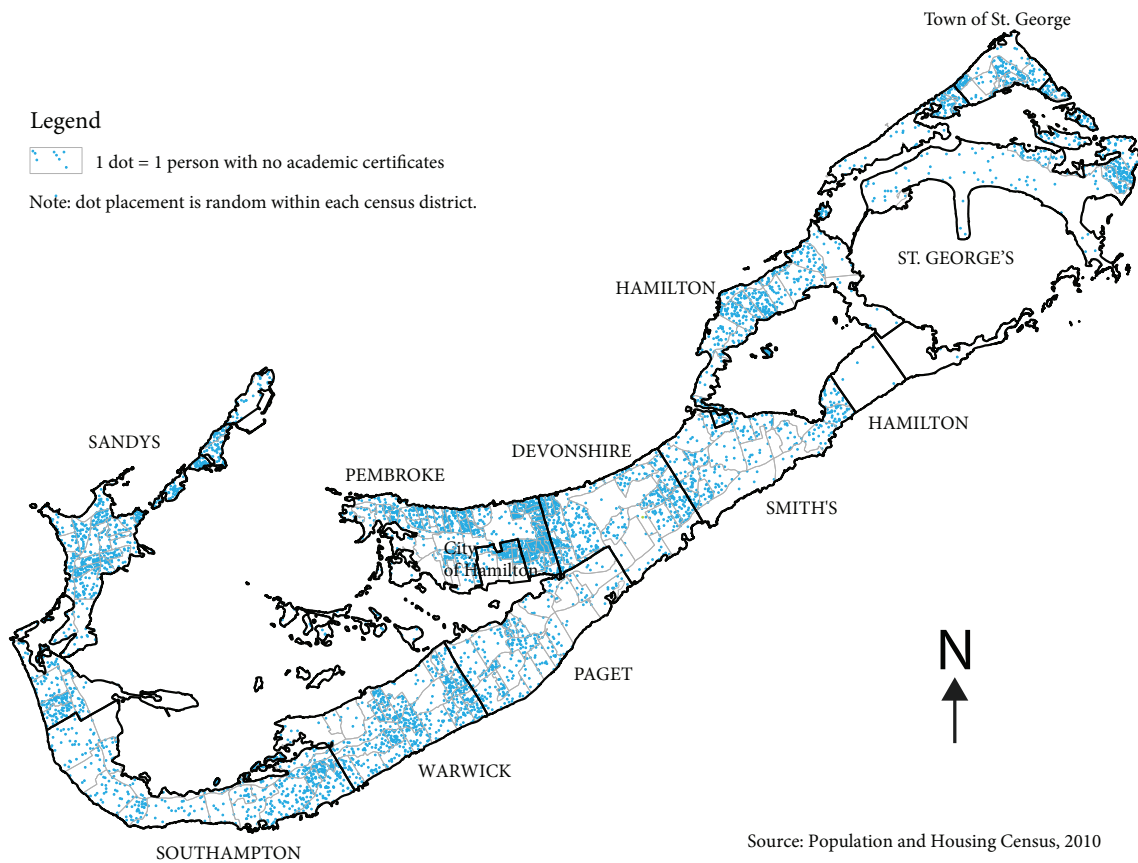 Town of St. George
Legend
1 dot = 1 person with no academic certificates
Note: dot placement is random within each census district.
ST. GEORGE'S
HAMILTON
HAMILTON
SANDYS
DEVONSHIRE
PEMBROKE
SMITH'S
City
of Hamilton
N
PAGET
WARWICK
Source: Population and Housing Census, 2010
SOUTHAMPTON